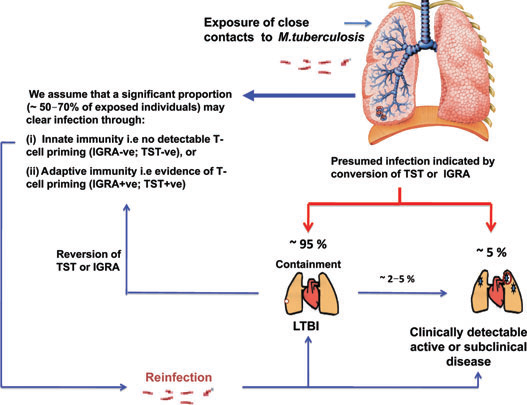 Exposure of close
contacts to M.tuberculosis
We assume that a significant proportion
(~ 50–70% of exposed individuals) may
clear infection through:
(i) Innate immunity i.e no detectable T-
cell priming (IGRA-ve; TST-ve), or
(ii) Adaptive immunity i.e evidence of T-
cell priming (IGRA+ve; TST+ve)
Presumed infection indicated by
conversion of TST or IGRA
~ 95 %
~ 5 %
Containment
Reversion of
TST or IGRA
~ 2–5 %
LTBI
Clinically detectable
active or subclinical
disease
Reinfection